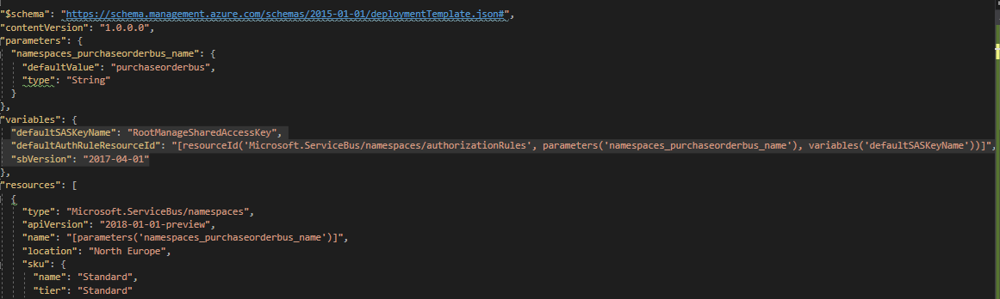 "$schema": "https://schema.management.azure.com/schemas/2015-01-01/deploymentTemplate.json#",
"contentVersion": "1.0.0.0",
"parameters": {
"namespaces_purchaseorderbus_name": {
"defaultValue": "purchaseorderbus",
"type": "String"
}
},
"variables": {
"defaultSASKeyName": "RootManageSharedAccessKey",
"defaultAuthRuleResourceId": "[resourceId('Microsoft.ServiceBus/namespaces/authorizationRules', parameters('namespaces_purchaseorderbus_name'), variables('defaultSASKeyName'))]",
"sbVersion": "2017-04-01"
},
"resources": [
{
"type": "Microsoft.ServiceBus/namespaces",
"apiVersion": "2018-01-01-preview",
"name": "[parameters('namespaces_purchaseorderbus_name')]",
"location": "North Europe",
"sku": {
"name": "Standard",
"tier": "Standard"